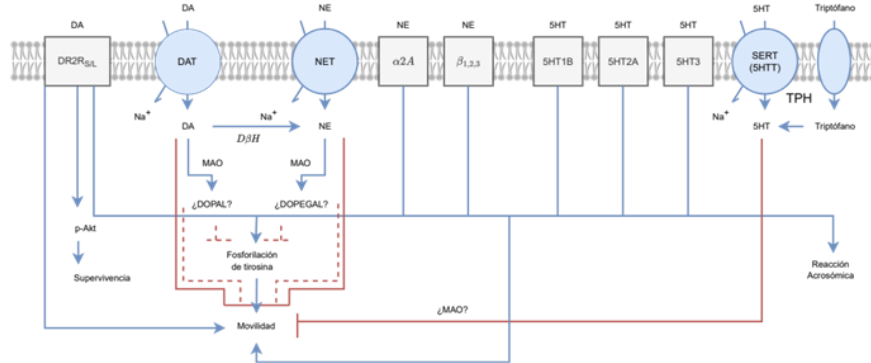 DA DA NE NE NE 5HT 5HT 5HT 5HT Triptófano
DR2R_S/L DAT NET α2A β1,2,3 5HT1B 5HT2A 5HT3 SERT
(5HTT)
TPH
Na+ Na+ Na+
DA NE 5HT Triptófano
DβH
MAO MAO
¿DOPAL? ¿DOPEGAL?
p-Akt
Fosforilación
de tirosina
Supervivencia
Reacción
Acrosómica
¿MAO?
Movilidad